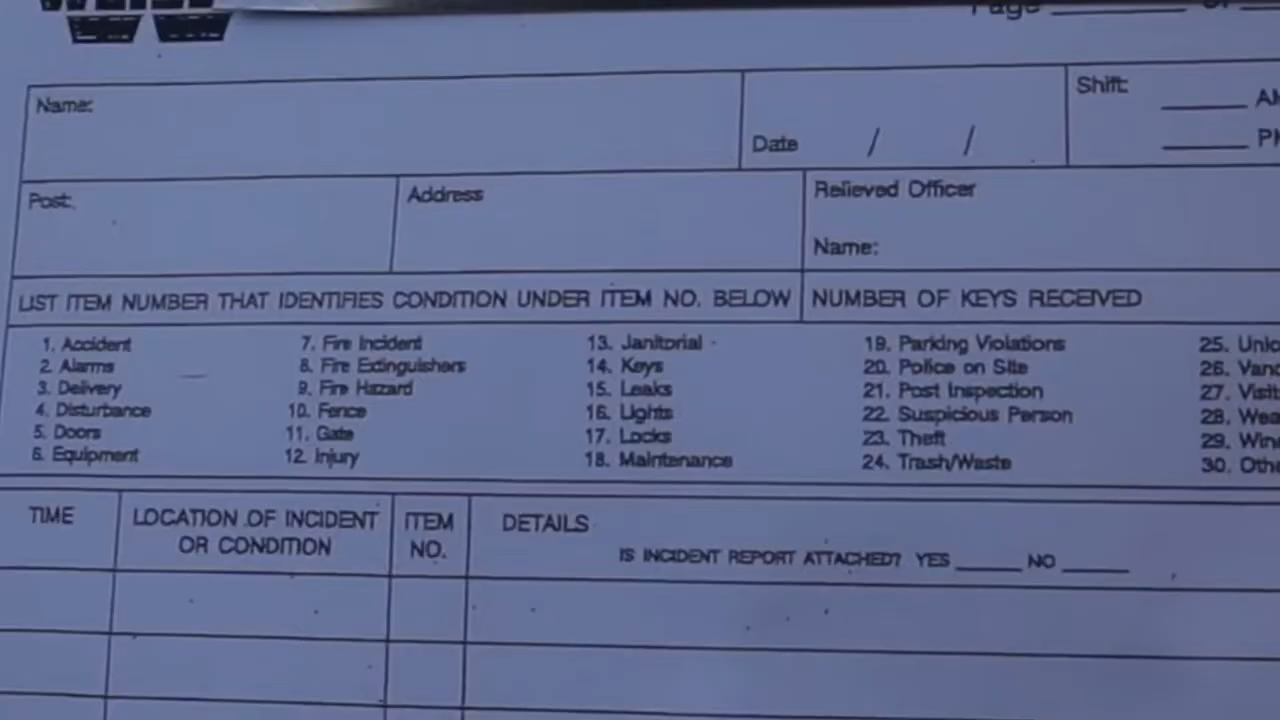 Page ____ of
Name:
Date / /
Shift:
Post:
Address
Relieved Officer
Name:
LIST ITEM NUMBER THAT IDENTIFIES CONDITION UNDER ITEM NO. BELOW
NUMBER OF KEYS RECEIVED
1. Accident
2. Alarms
3. Delivery
4. Disturbance
5. Doors
6. Equipment
7. Fire Incident
8. Fire Extinguishers
9. Fire Hazard
10. Fence
11. Gate
12. Injury
13. Janitorial
14. Keys
15. Leaks
16. Lights
17. Locks
18. Maintenance
19. Parking Violations
20. Police on Site
21. Post Inspection
22. Suspicious Person
23. Theft
24. Trash/Waste
25.
26.
27.
28.
29.
30.
TIME
LOCATION OF INCIDENT
OR CONDITION
ITEM
NO.
DETAILS
IS INCIDENT REPORT ATTACHED? YES ____ NO ____